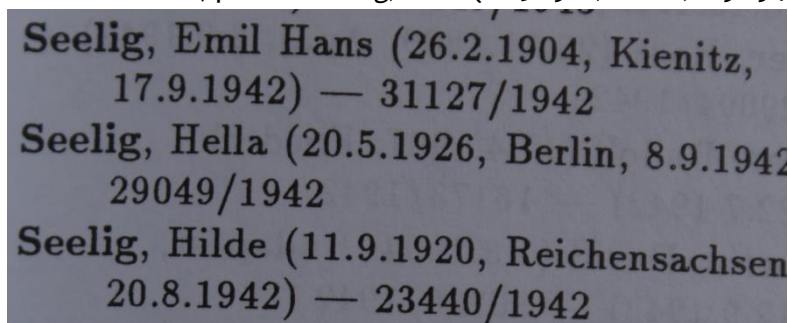 Seelig, Emil Hans (26.2.1904, Kienitz,
17.9.1942) — 31127/1942
Seelig, Hella (20.5.1926, Berlin, 8.9.1942
29049/1942
Seelig, Hilde (11.9.1920, Reichensachsen
20.8.1942) — 23440/1942